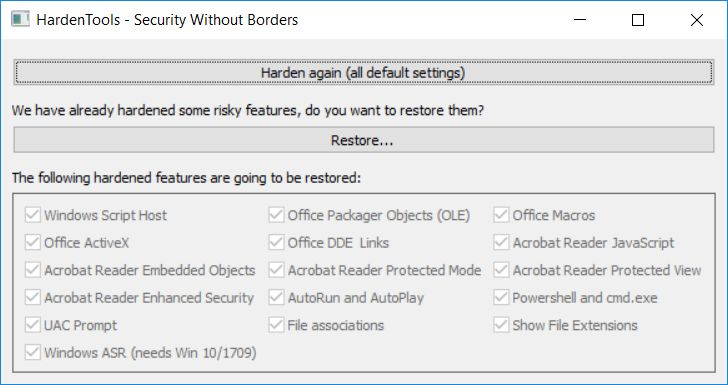 HardenTools - Security Without Borders
Harden again (all default settings)
We have already hardened some risky features, do you want to restore them?
Restore...
The following hardened features are going to be restored:
Windows Script Host Office Packager Objects (OLE) Office Macros
Office ActiveX Office DDE Links Acrobat Reader JavaScript
Acrobat Reader Embedded Objects Acrobat Reader Protected Mode Acrobat Reader Protected View
Acrobat Reader Enhanced Security AutoRun and AutoPlay Powershell and cmd.exe
UAC Prompt File associations Show File Extensions
Windows ASR (needs Win 10/1709)